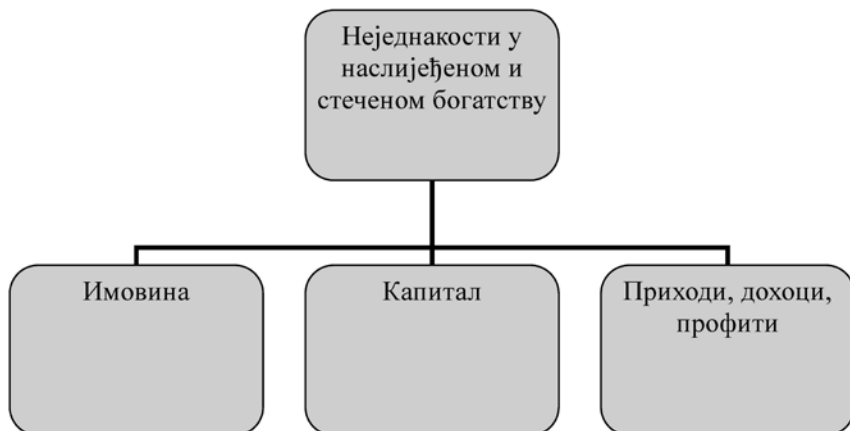 Неједнакости у
наслијеђеном и
стеченом богатству
Имовина
Капитал
Приходи, дохоци,
профити